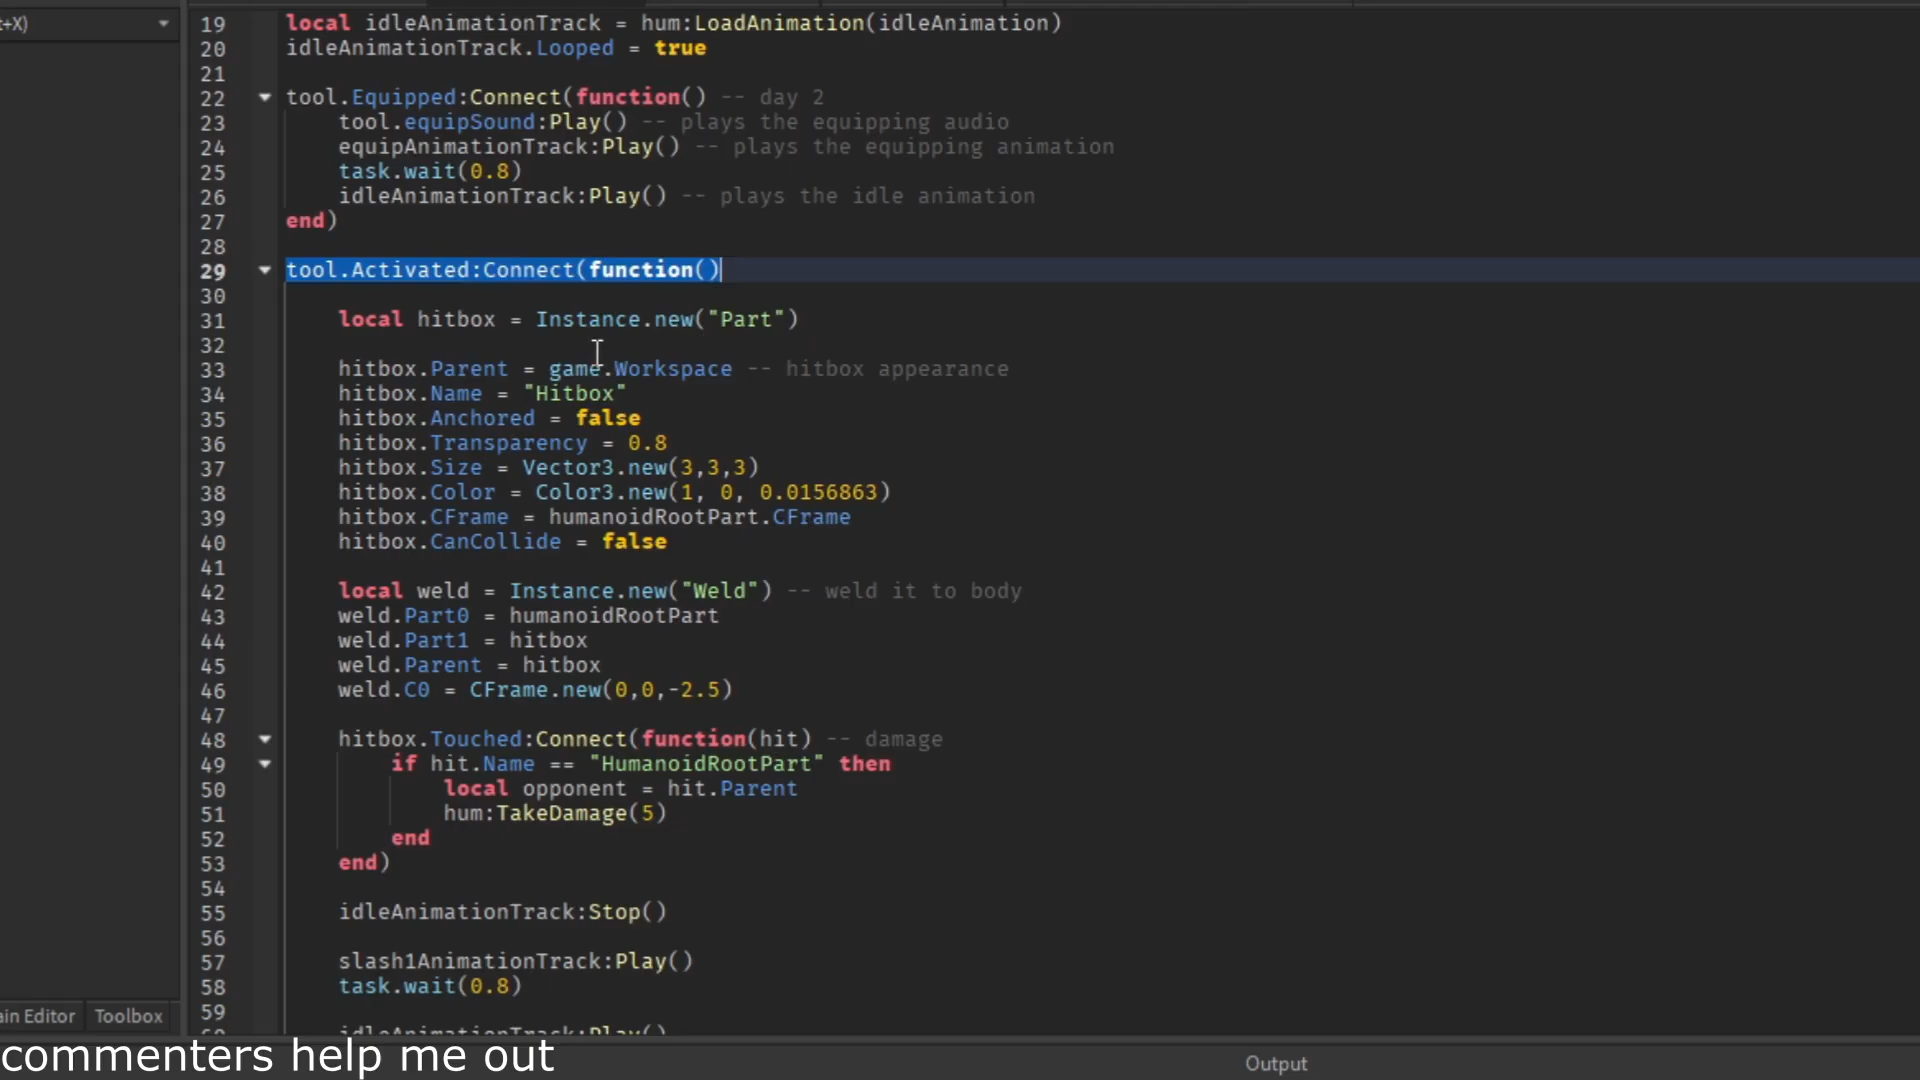 +X)
19 local idleAnimationTrack = hum:LoadAnimation(idleAnimation)
20 idleAnimationTrack.Looped = true
21
22 tool.Equipped:Connect(function() -- day 2
23 tool.equipSound:Play() -- plays the equipping audio
24 equipAnimationTrack:Play() -- plays the equipping animation
25 task.wait(0.8)
26 idleAnimationTrack:Play() -- plays the idle animation
27 end)
28
29 tool.Activated:Connect(function()
30
31 local hitbox = Instance.new("Part")
32
33 hitbox.Parent = game.Workspace -- hitbox appearance
34 hitbox.Name = "Hitbox"
35 hitbox.Anchored = false
36 hitbox.Transparency = 0.8
37 hitbox.Size = Vector3.new(3,3,3)
38 hitbox.Color = Color3.new(1, 0, 0.0156863)
39 hitbox.CFrame = humanoidRootPart.CFrame
40 hitbox.CanCollide = false
41
42 local weld = Instance.new("Weld") -- weld it to body
43 weld.Part0 = humanoidRootPart
44 weld.Part1 = hitbox
45 weld.Parent = hitbox
46 weld.C0 = CFrame.new(0,0,-2.5)
47
48 hitbox.Touched:Connect(function(hit) -- damage
49 if hit.Name == "HumanoidRootPart" then
50 local opponent = hit.Parent
51 hum:TakeDamage(5)
52 end
53 end)
54
55 idleAnimationTrack:Stop()
56
57 slash1AnimationTrack:Play()
58 task.wait(0.8)
59
idleAnimationTrack:Play()
ain Editor Toolbox
commenters help me out
Output